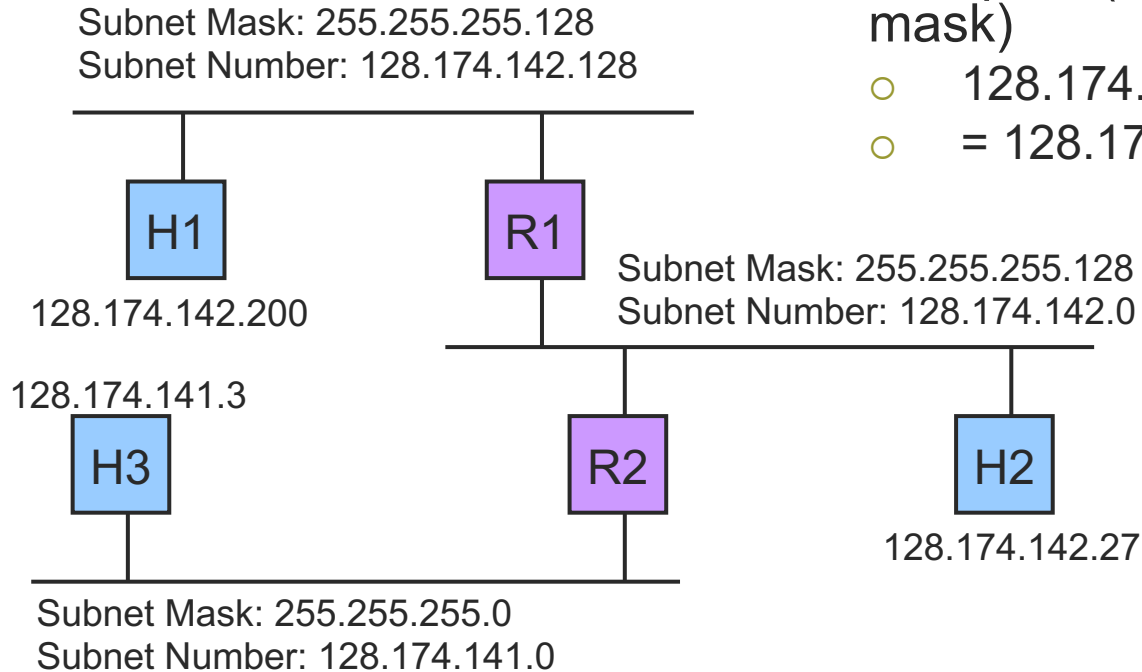 Subnet Mask: 255.255.255.128
Subnet Number: 128.174.142.128
mask)
128.174.
= 128.17
H1
R1
128.174.142.200
Subnet Mask: 255.255.255.128
Subnet Number: 128.174.142.0
128.174.141.3
H3
R2
H2
128.174.142.27
Subnet Mask: 255.255.255.0
Subnet Number: 128.174.141.0